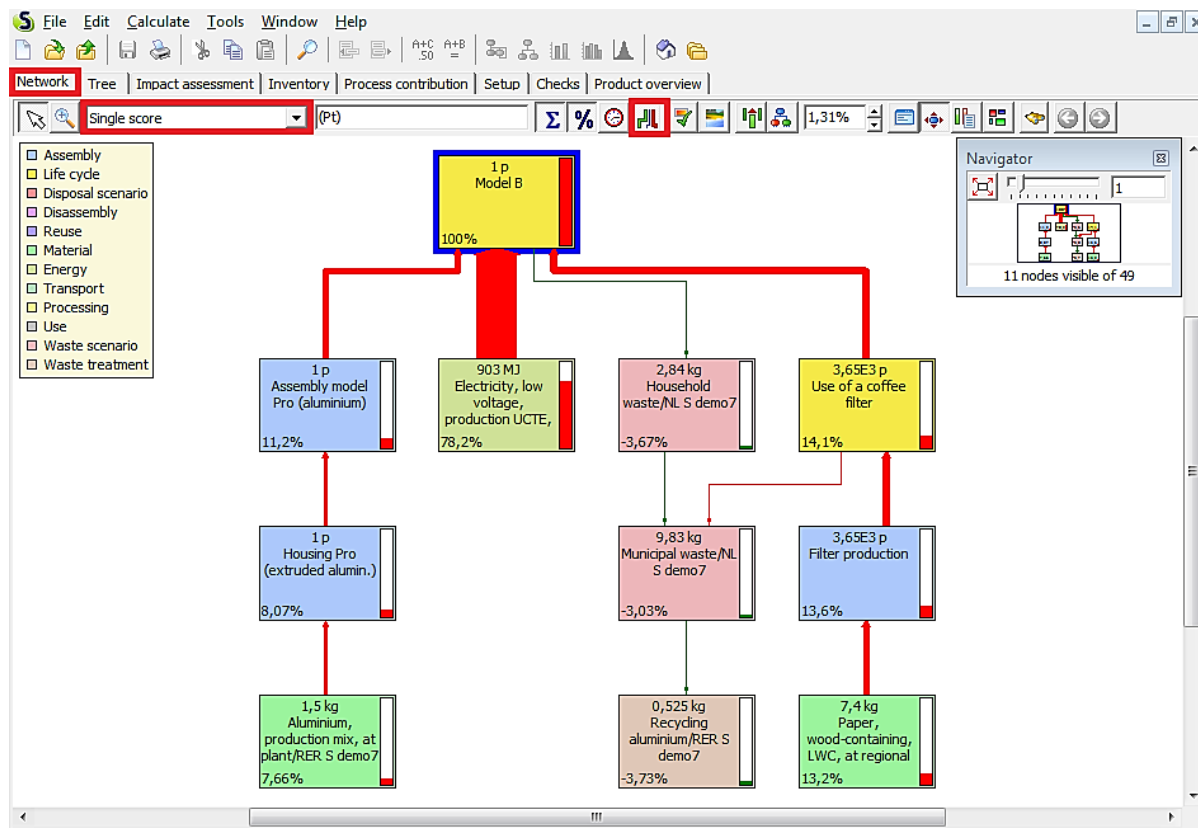 File Edit Calculate Tools Window Help
A+C
.50
A+B
=
Network Tree Impact assessment Inventory Process contribution Setup Checks Product overview
Single score (Pt) Σ % 1,31%
Assembly
Life cycle
Disposal scenario
Disassembly
Reuse
Material
Energy
Transport
Processing
Use
Waste scenario
Waste treatment
1 p
Model B
100%
Navigator
1
11 nodes visible of 49
1 p
Assembly model
Pro (aluminium)
11,2%
903 MJ
Electricity, low
voltage,
production UCTE,
78,2%
2,84 kg
Household
waste/NL S demo7
-3,67%
3,65E3 p
Use of a coffee
filter
14,1%
1 p
Housing Pro
(extruded alumin.)
8,07%
9,83 kg
Municipal waste/NL
S demo7
-3,03%
3,65E3 p
Filter production
13,6%
1,5 kg
Aluminium,
production mix, at
plant/RER S demo7
7,66%
0,525 kg
Recycling
aluminium/RER S
demo7
-3,73%
7,4 kg
Paper,
wood-containing,
LWC, at regional
13,2%